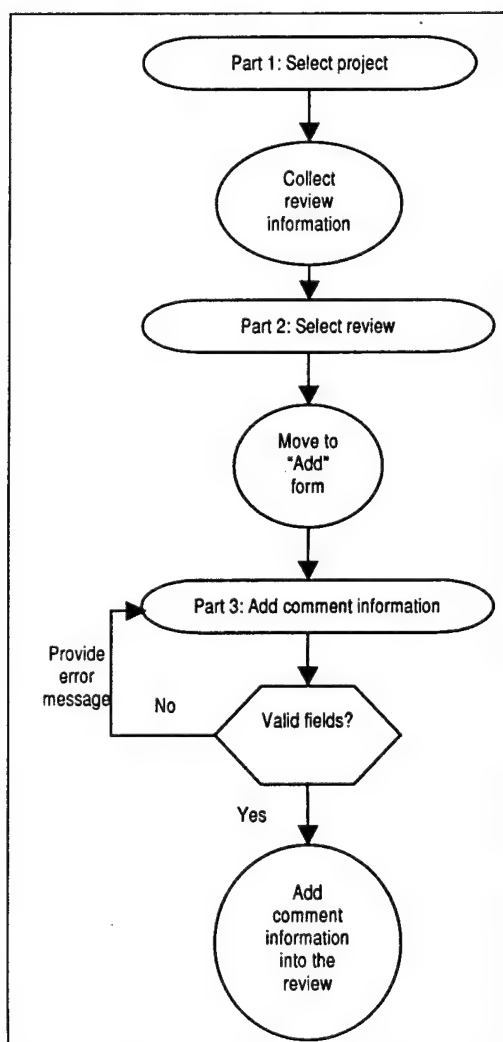 Part 1: Select project
Collect
review
information
Part 2: Select review
Move to
"Add"
form
Part 3: Add comment information
Provide
error
message
No
Valid fields?
Yes
Add
comment
information
into the
review